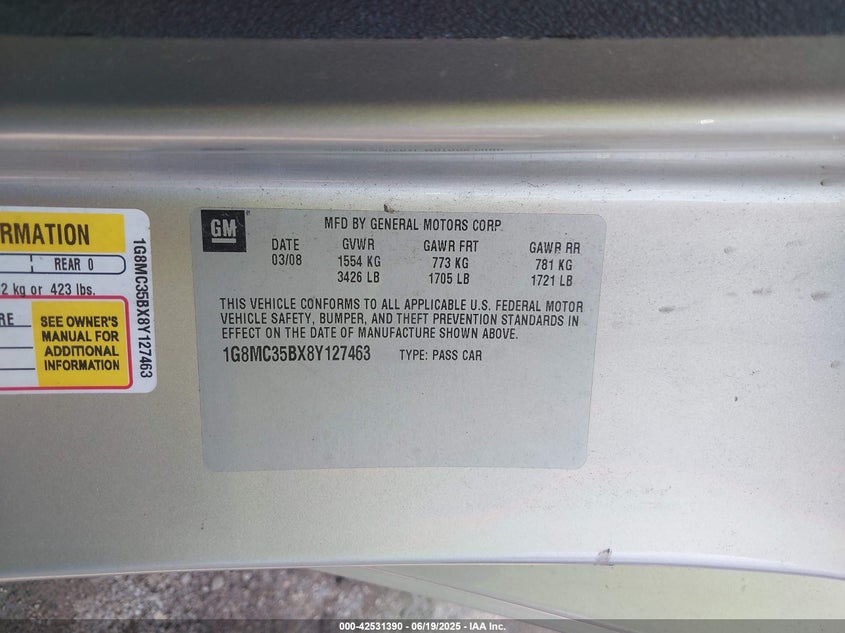 RMATION
REAR 0
2 kg or 423 lbs.
RE
SEE OWNER'S
MANUAL FOR
ADDITIONAL
INFORMATION
1G8MC35BX8Y127463
GM
MFD BY GENERAL MOTORS CORP
DATE GVWR GAWR FRT GAWR RR
03/08 1554 KG 773 KG 781 KG
3426 LB 1705 LB 1721 LB
THIS VEHICLE CONFORMS TO ALL APPLICABLE U.S. FEDERAL MOTOR
VEHICLE SAFETY, BUMPER, AND THEFT PREVENTION STANDARDS IN
EFFECT ON THE DATE OF MANUFACTURE SHOWN ABOVE.
1G8MC35BX8Y127463 TYPE: PASS CAR
000-42531390 - 06/19/2025 - IAA Inc.